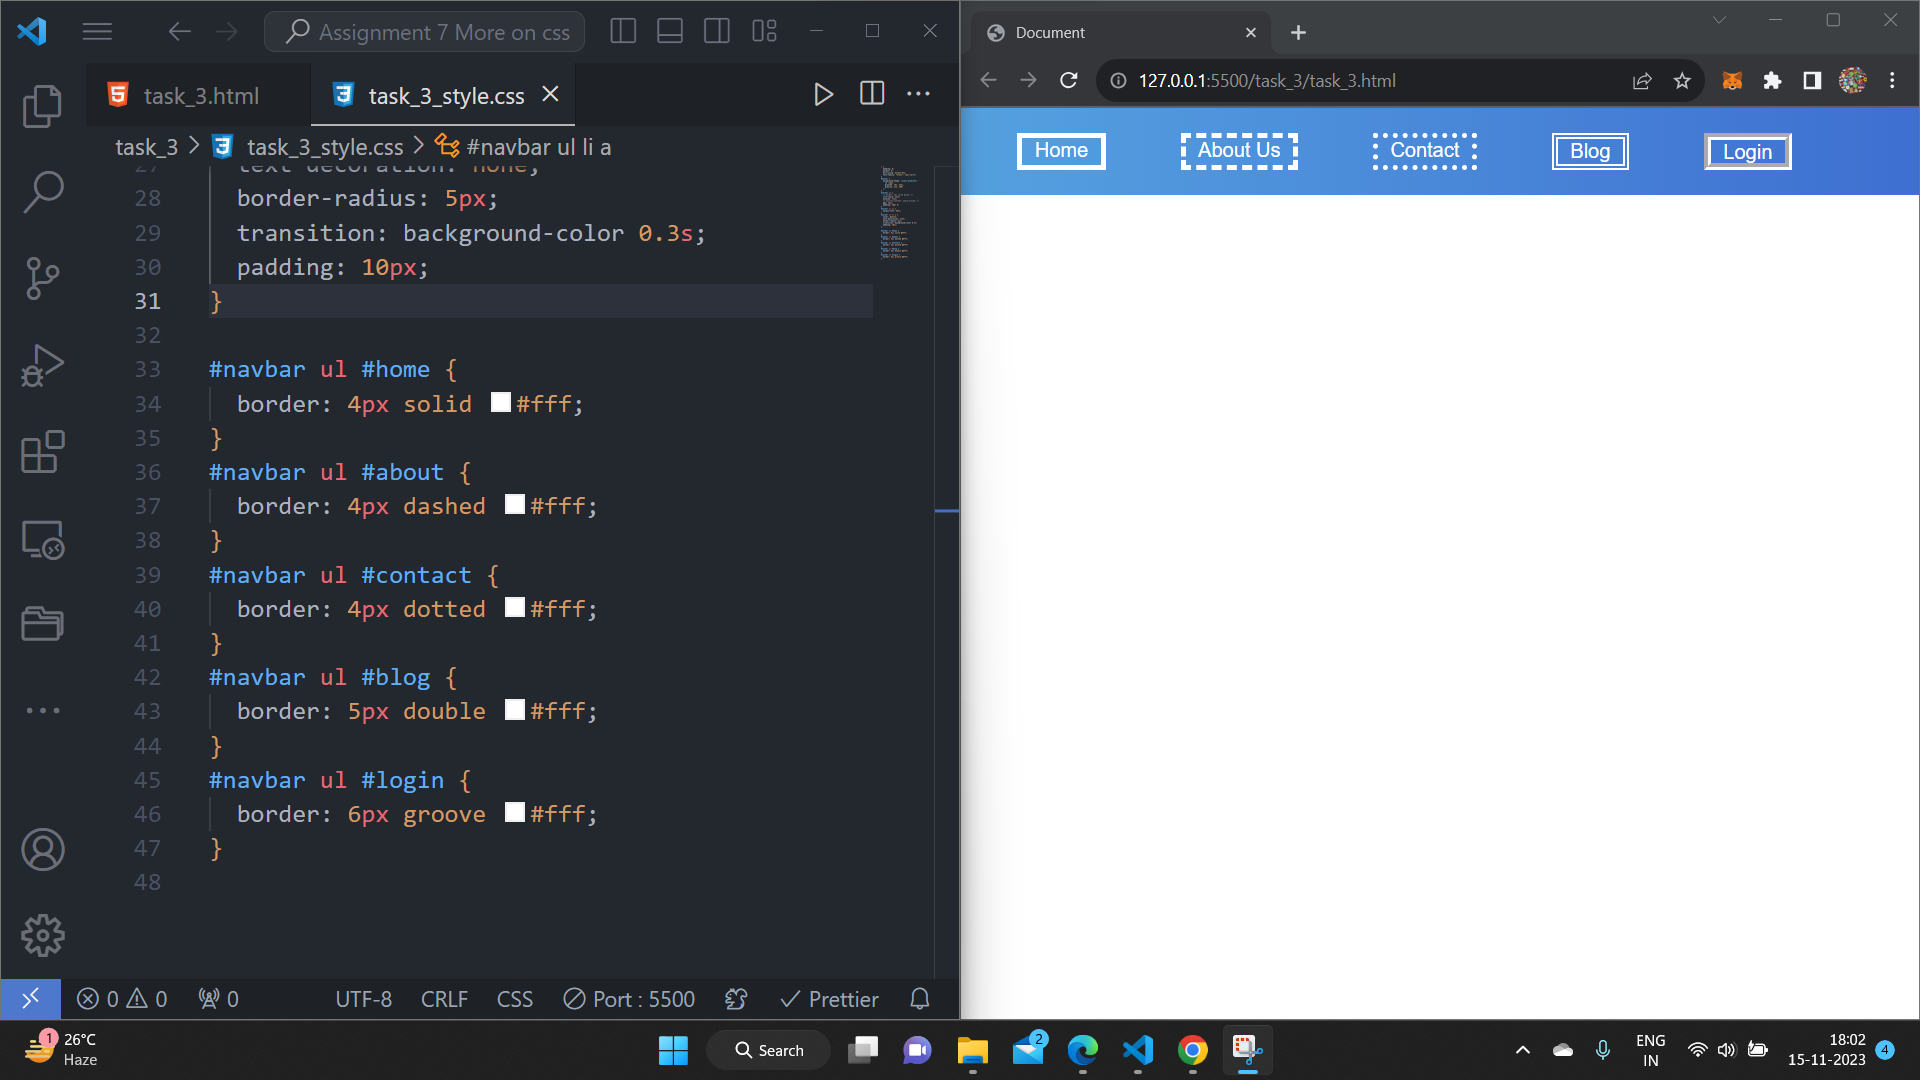 Assignment 7 More on css
task_3.html
task_3_style.css
task_3 > task_3_style.css > #navbar ul li a
27 text-decoration: none;
28 border-radius: 5px;
29 transition: background-color 0.3s;
30 padding: 10px;
31 }
32
33 #navbar ul #home {
34 border: 4px solid #fff;
35 }
36 #navbar ul #about {
37 border: 4px dashed #fff;
38 }
39 #navbar ul #contact {
40 border: 4px dotted #fff;
41 }
42 #navbar ul #blog {
43 border: 5px double #fff;
44 }
45 #navbar ul #login {
46 border: 6px groove #fff;
47 }
48
0 0 0 UTF-8 CRLF CSS Port : 5500 Prettier
Document
127.0.0.1:5500/task_3/task_3.html
Home About Us Contact Blog Login
1 26°C
Haze
Search
2
ENG
IN
18:02
15-11-2023
4